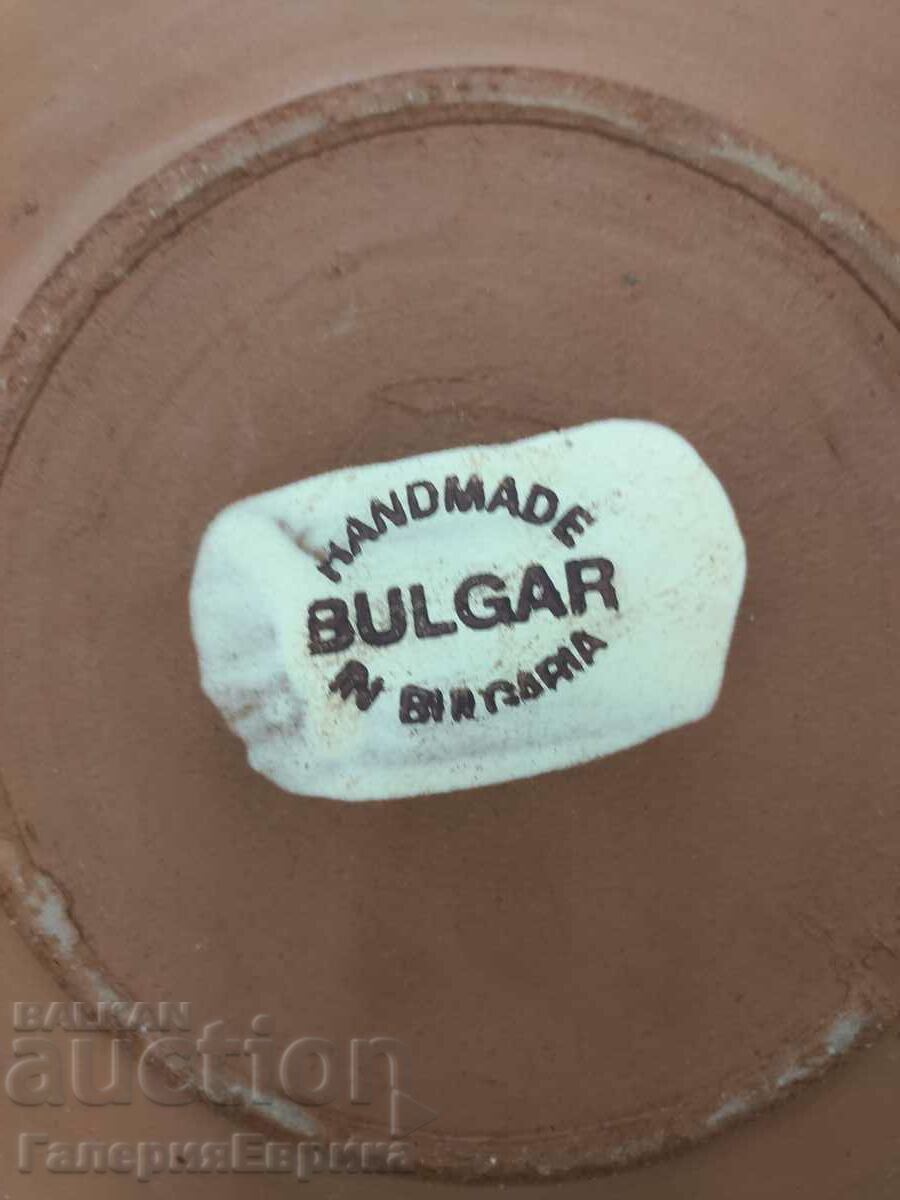 HANDMADE
BULGAR
IN BULGARIA
BALKAN
auction
ГалерияЕврика